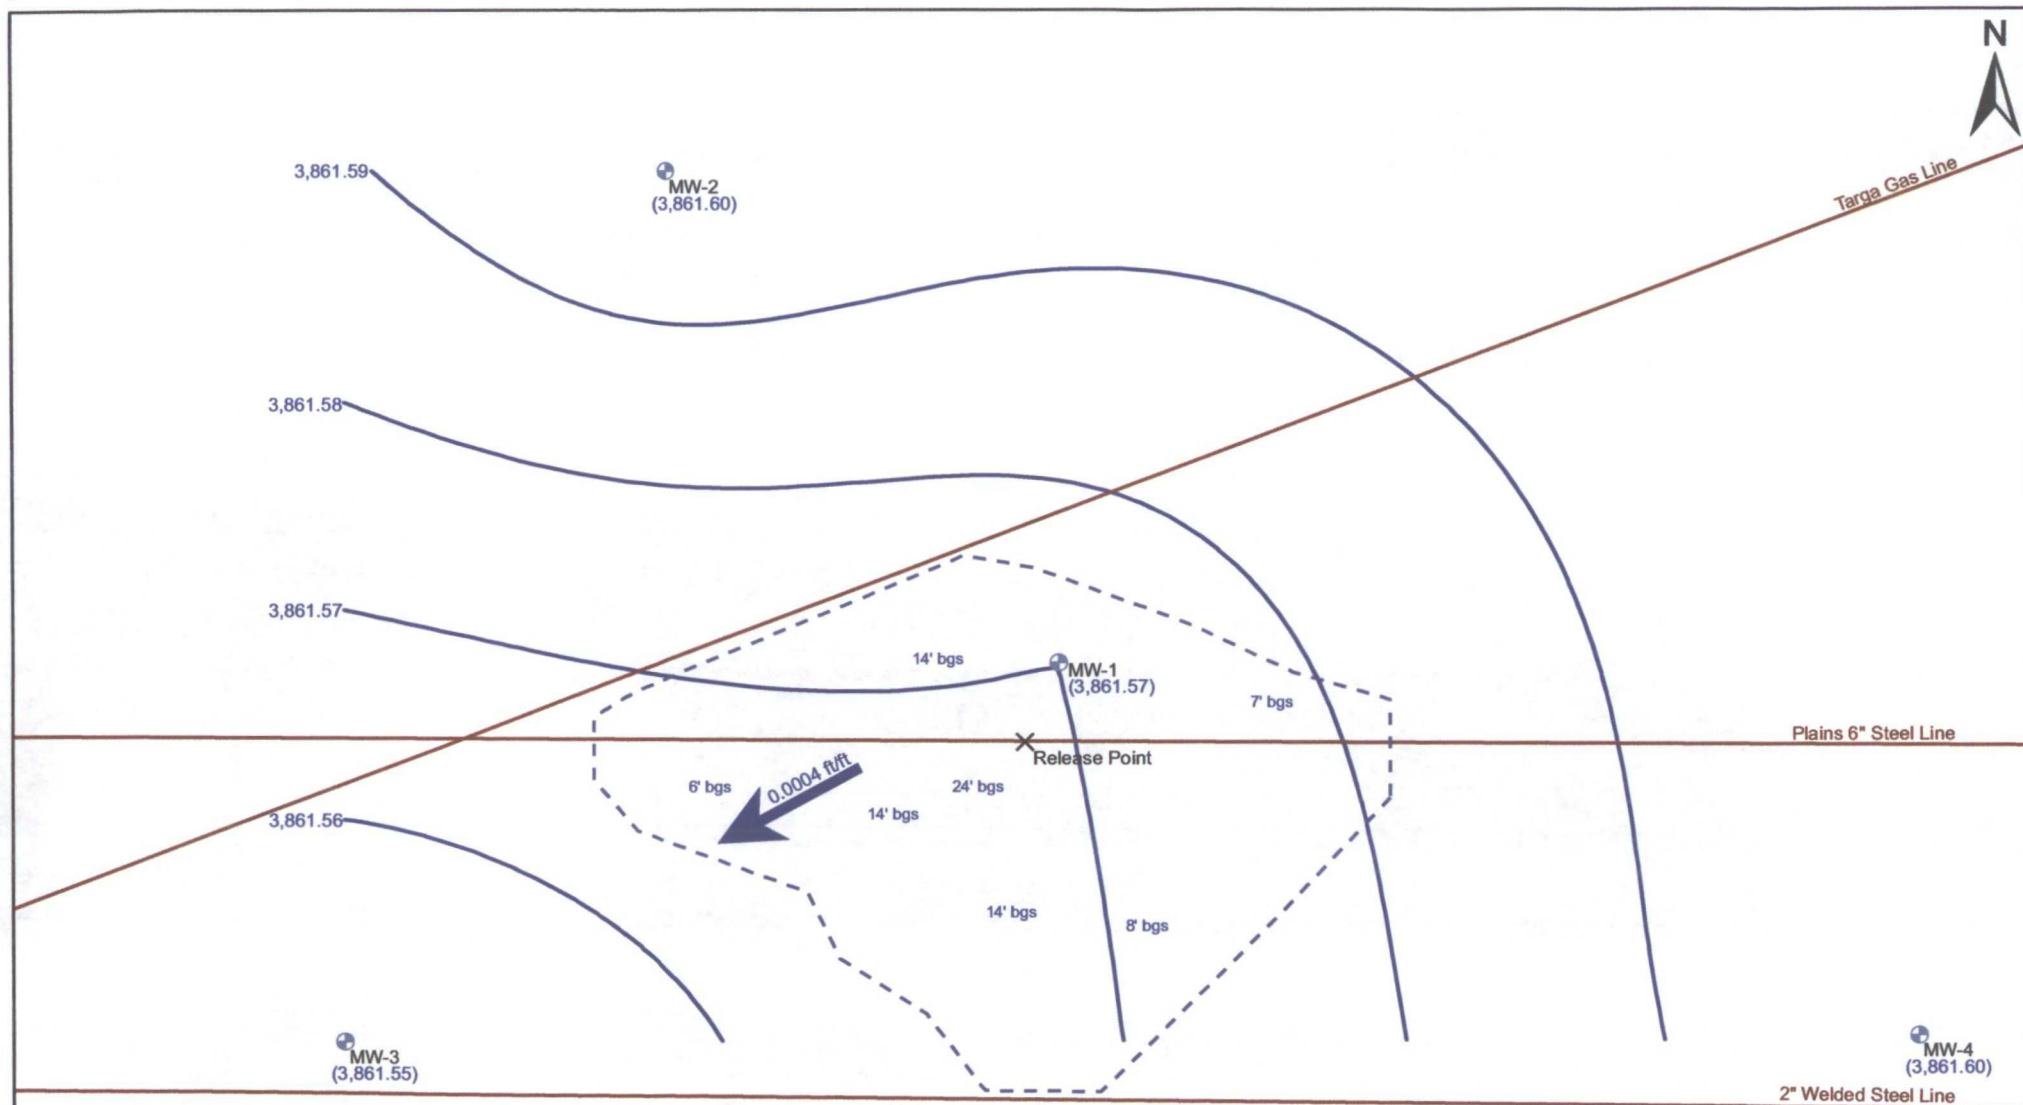 N
Targa Gas Line
3,861.59
MW-2
(3,861.60)
3,861.58
3,861.57
14' bgs
MW-1
(3,861.57)
7' bgs
Plains 6" Steel Line
Release Point
0.0004 ft/ft
6' bgs
24' bgs
14' bgs
3,861.56
14' bgs
8' bgs
MW-3
(3,861.55)
MW-4
(3,861.60)
2" Welded Steel Line